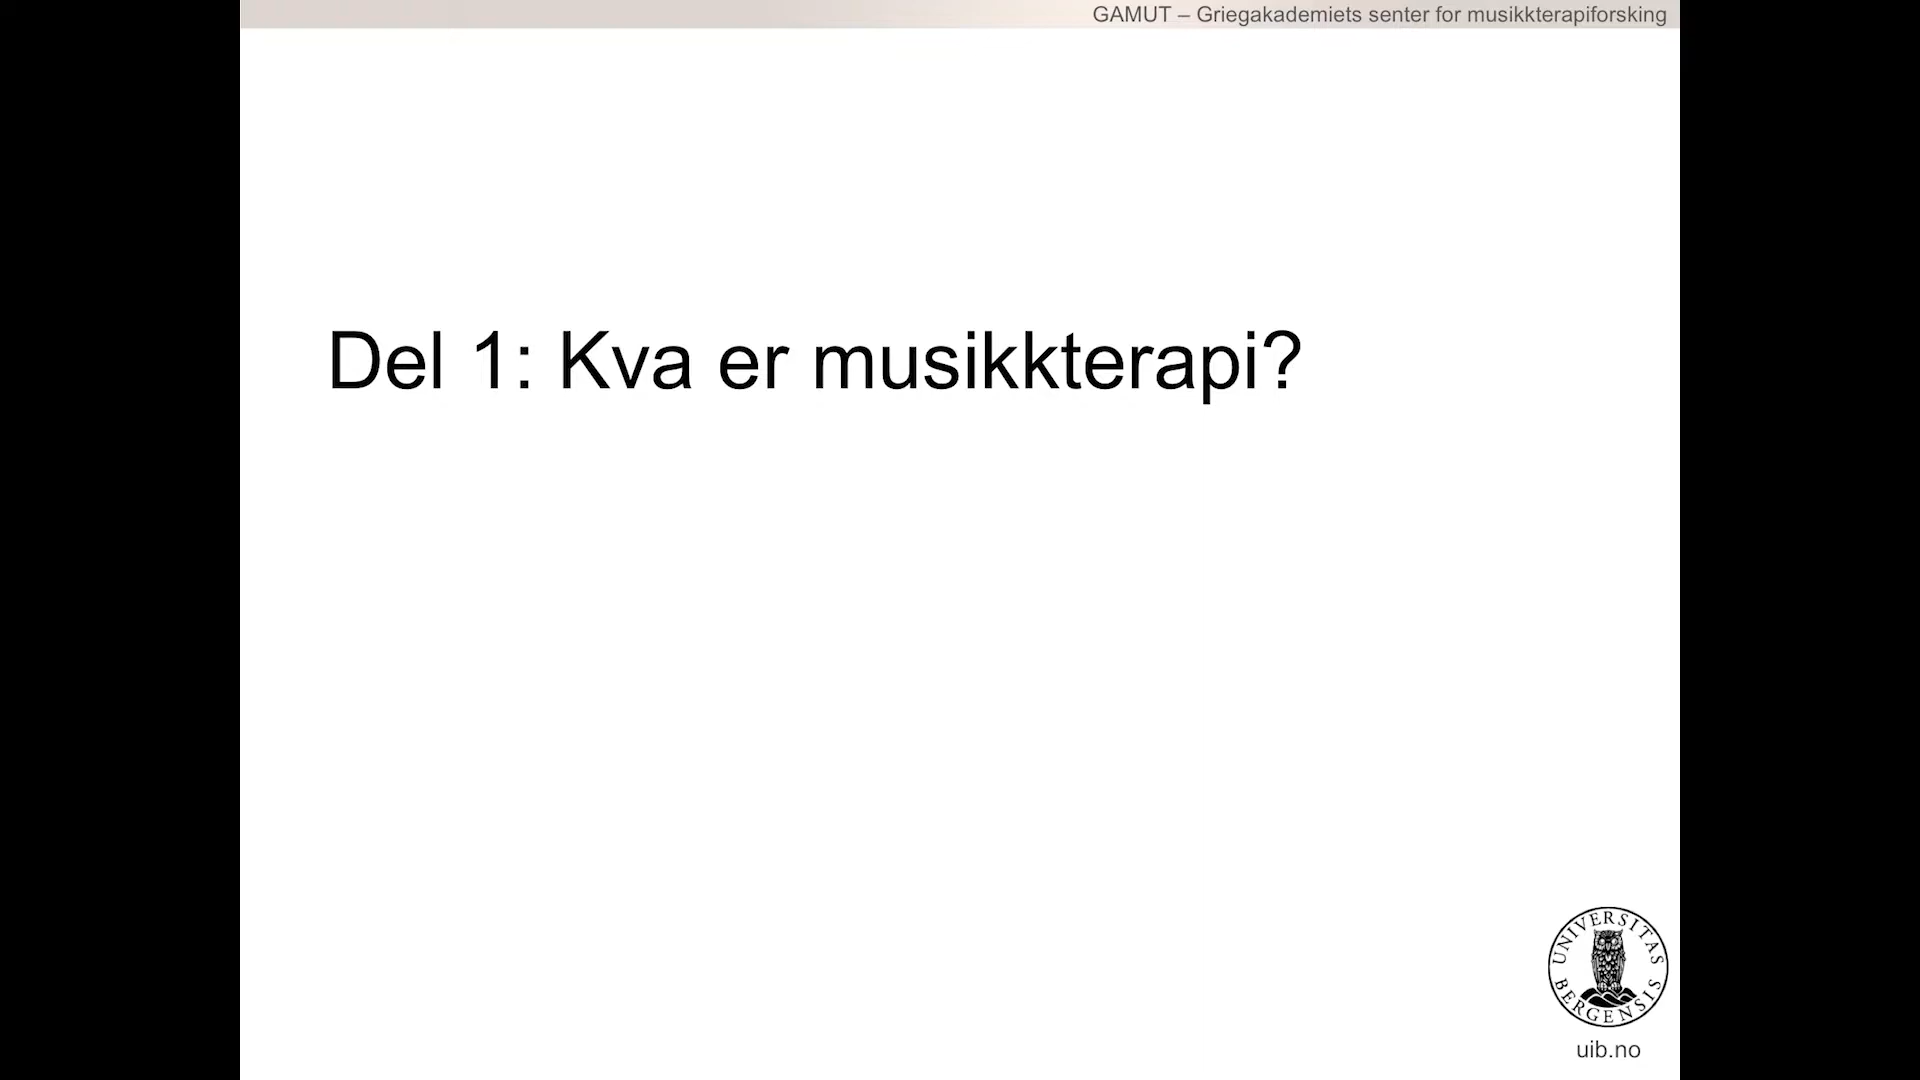 GAMUT – Griegakademiets senter for musikkterapiforsking
Del 1: Kva er musikkterapi?
UNIVERSITAS
BERGENSIS
uib.no